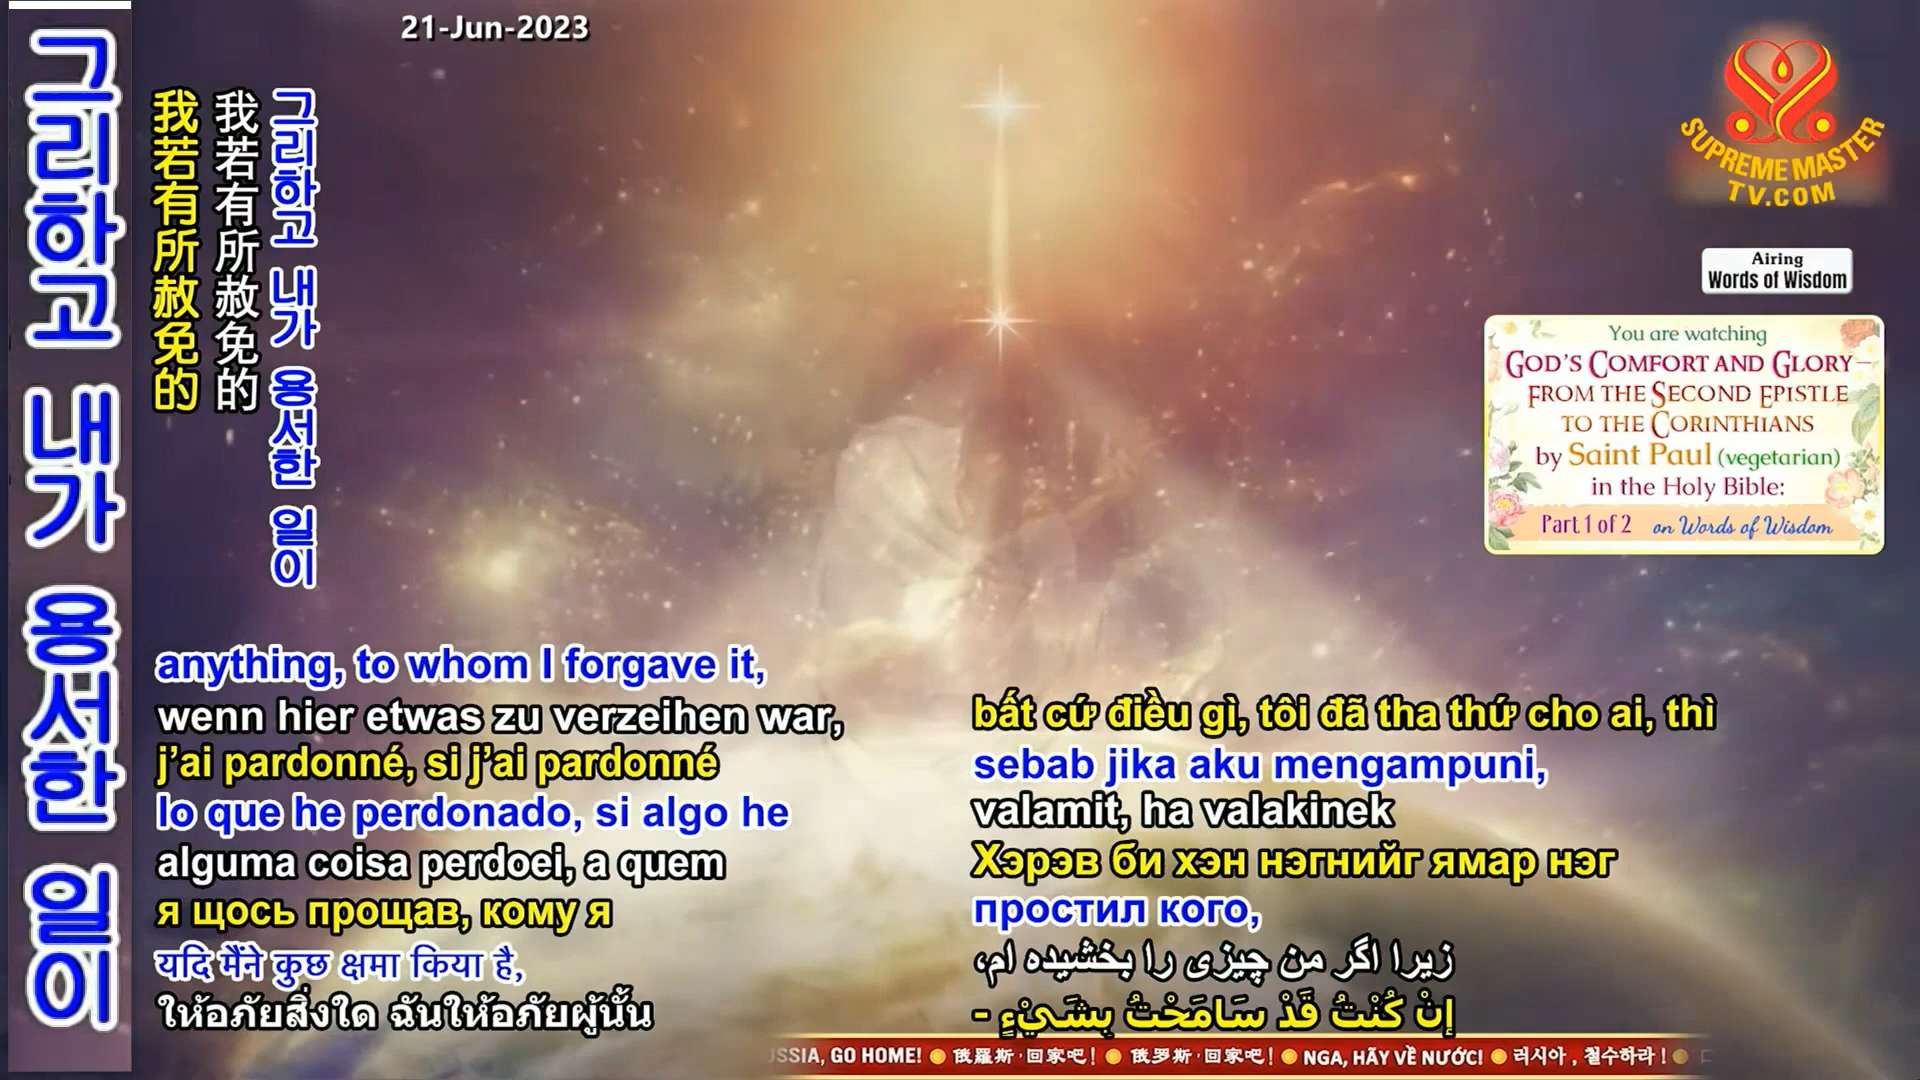 21-Jun-2023
그리하고 내가 용서한 일이
我若有所赦免的
我若有所赦免的
그리하고 내가 용서한 일이
SUPREME MASTER
TV.COM
Airing
Words of Wisdom
You are watching
GOD'S COMFORT AND GLORY—
FROM THE SECOND EPISTLE
TO THE CORINTHIANS
by Saint Paul (vegetarian)
in the Holy Bible:
Part 1 of 2 on Words of Wisdom
anything, to whom I forgave it,
wenn hier etwas zu verzeihen war,
j'ai pardonné, si j'ai pardonné
lo que he perdonado, si algo he
alguma coisa perdoei, a quem
я щось прощав, кому я
यदि मैंने कुछ क्षमा किया है,
ให้อภัยสิ่งใด ฉันให้อภัยผู้นั้น
bất cứ điều gì, tôi đã tha thứ cho ai, thì
sebab jika aku mengampuni,
valamit, ha valakinek
Хэрэв би хэн нэгнийг ямар нэг
простил кого,
زیرا اگر من چیزی را بخشیده ام،
إِنْ كُنْتُ قَدْ سَامَحْتُ بِشَيْءٍ -
USSIA, GO HOME! 俄羅斯·回家吧! 俄罗斯·回家吧! NGA, HÃY VỀ NƯỚC! 러시아, 철수하라!